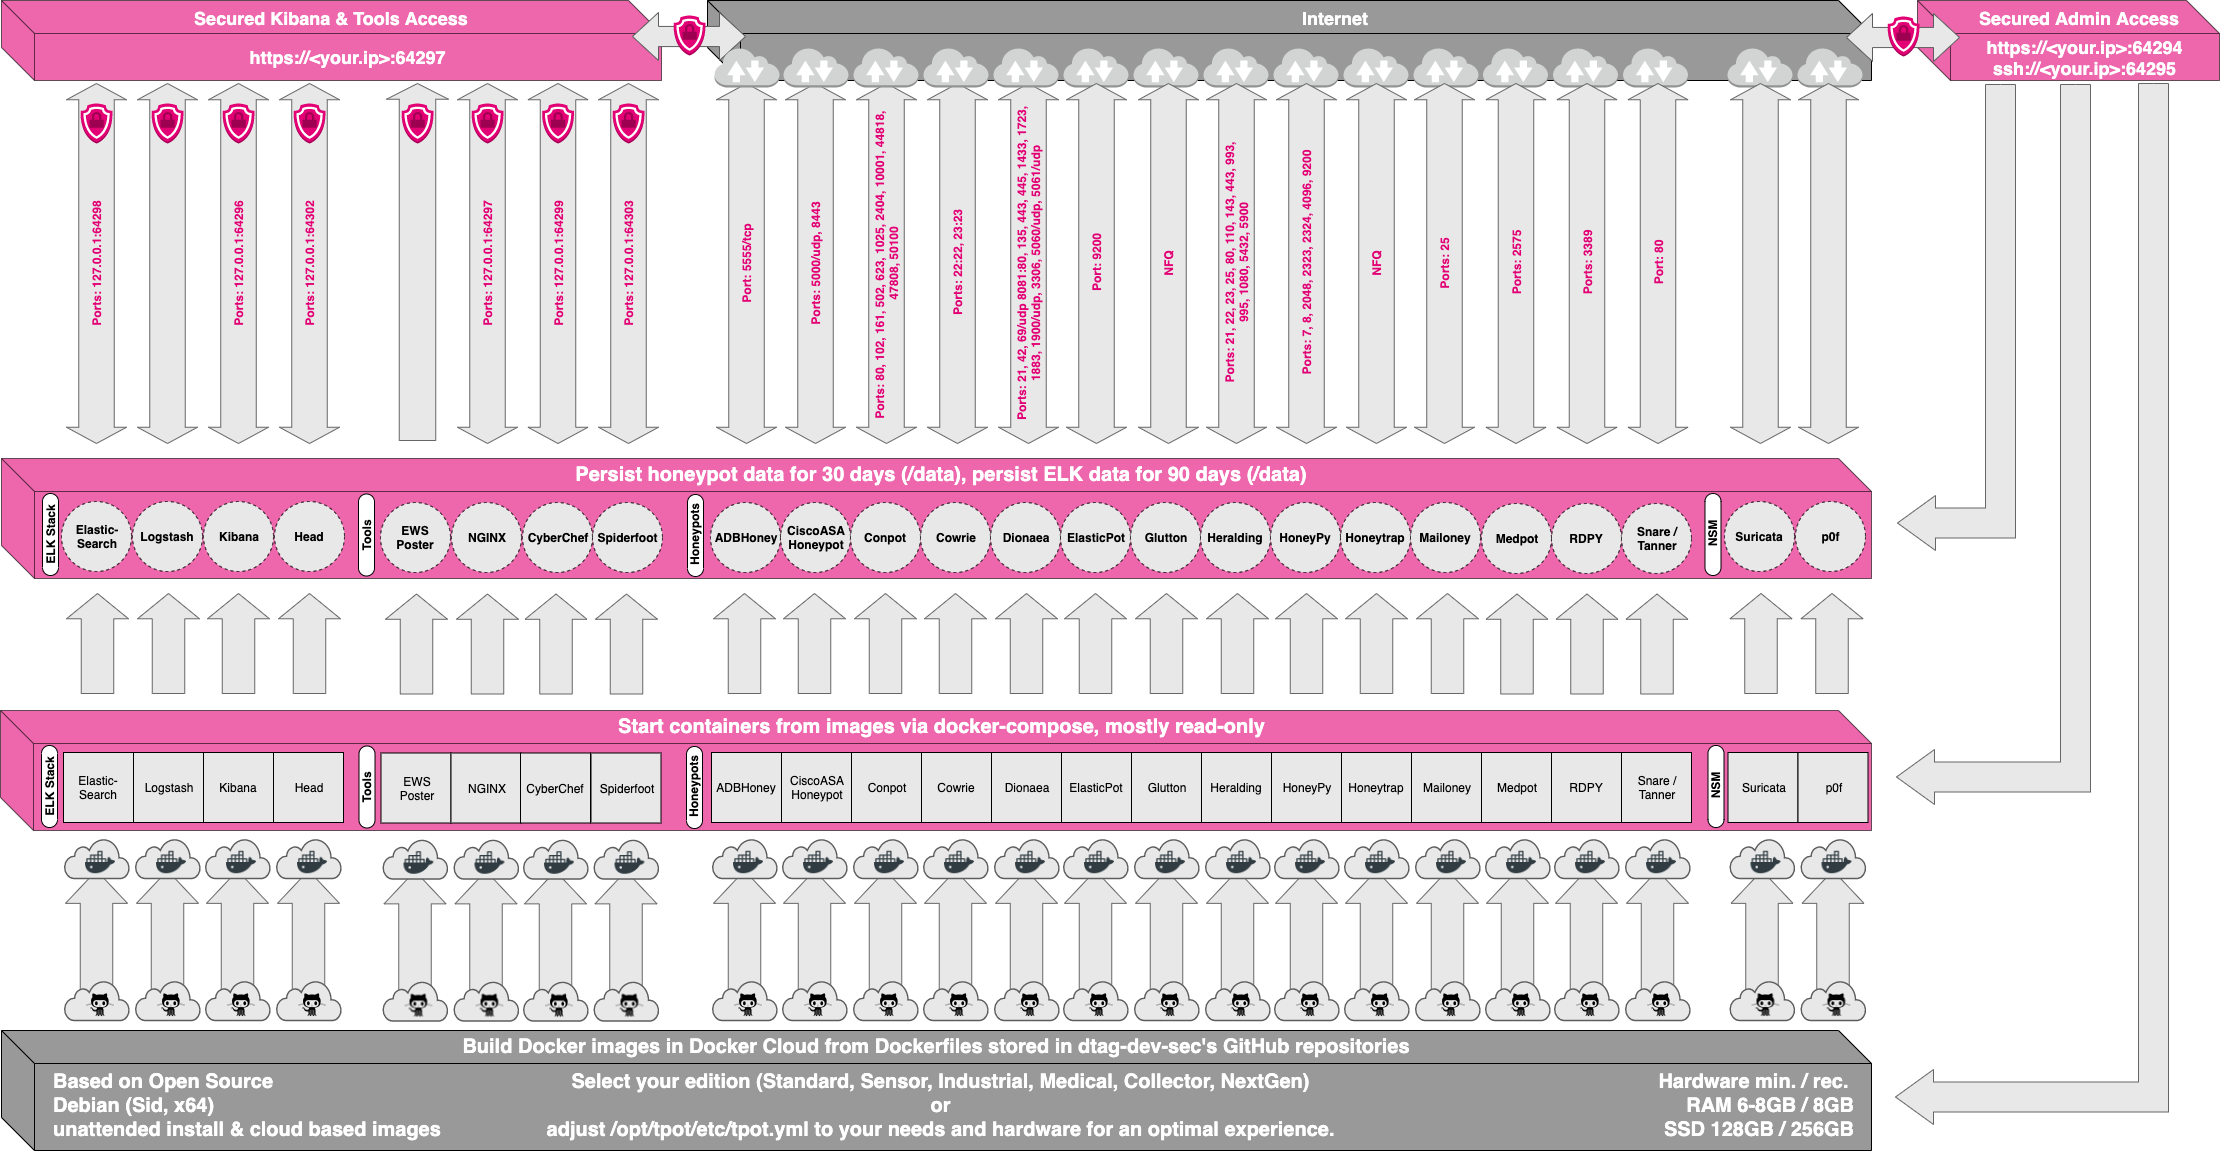 Secured Kibana & Tools Access
https://<your.ip>:64297
Internet
Secured Admin Access
https://<your.ip>:64294
ssh://<your.ip>:64295
Ports: 127.0.0.1:64298
Ports: 127.0.0.1:64296
Ports: 127.0.0.1:64302
Ports: 127.0.0.1:64297
Ports: 127.0.0.1:64299
Ports: 127.0.0.1:64303
Port: 5555/tcp
Ports: 5000/udp, 8443
Ports: 80, 102, 161, 502, 623, 1025, 2404, 10001, 44818,
47808, 50100
Ports: 22:22, 23:23
Ports: 21, 42, 69/udp 8081:80, 135, 443, 445, 1433, 1723,
1883, 1900/udp, 3306, 5060/udp, 5061/udp
Port: 9200
NFQ
Ports: 21, 22, 23, 25, 80, 110, 143, 443, 993,
995, 1080, 5432, 5900
Ports: 7, 8, 2048, 2323, 2324, 4096, 9200
NFQ
Ports: 25
Ports: 2575
Ports: 3389
Port: 80
Persist honeypot data for 30 days (/data), persist ELK data for 90 days (/data)
ELK Stack
Elastic-
Search
Logstash
Kibana
Head
Tools
EWS
Poster
NGINX
CyberChef
Spiderfoot
Honeypots
ADBHoney
CiscoASA
Honeypot
Conpot
Cowrie
Dionaea
ElasticPot
Glutton
Heralding
HoneyPy
Honeytrap
Mailoney
Medpot
RDPY
Snare /
Tanner
NSM
Suricata
p0f
Start containers from images via docker-compose, mostly read-only
ELK Stack
Elastic-
Search
Logstash
Kibana
Head
Tools
EWS
Poster
NGINX
CyberChef
Spiderfoot
Honeypots
ADBHoney
CiscoASA
Honeypot
Conpot
Cowrie
Dionaea
ElasticPot
Glutton
Heralding
HoneyPy
Honeytrap
Mailoney
Medpot
RDPY
Snare /
Tanner
NSM
Suricata
p0f
Build Docker images in Docker Cloud from Dockerfiles stored in dtag-dev-sec's GitHub repositories
Based on Open Source
Debian (Sid, x64)
unattended install & cloud based images
Select your edition (Standard, Sensor, Industrial, Medical, Collector, NextGen)
or
adjust /opt/tpot/etc/tpot.yml to your needs and hardware for an optimal experience.
Hardware min. / rec.
RAM 6-8GB / 8GB
SSD 128GB / 256GB